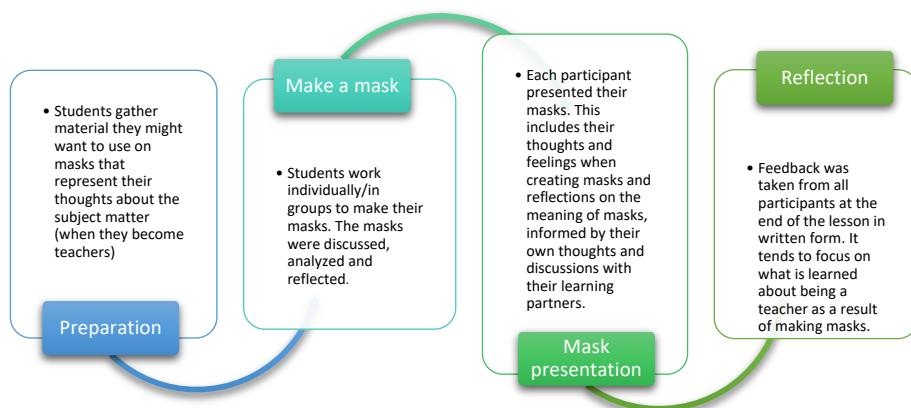 • Students gather
material they might
want to use on
masks that
represent their
thoughts about the
subject matter
(when they become
teachers)
Preparation
Make a mask
• Students work
individually/in
groups to make their
masks. The masks
were discussed,
analyzed and
reflected.
• Each participant
presented their
masks. This
includes their
thoughts and
feelings when
creating masks and
reflections on the
meaning of masks,
informed by their
own thoughts and
discussions with
their learning
partners.
Mask
presentation
Reflection
• Feedback was
taken from all
participants at the
end of the lesson in
written form. It
tends to focus on
what is learned
about being a
teacher as a result
of making masks.